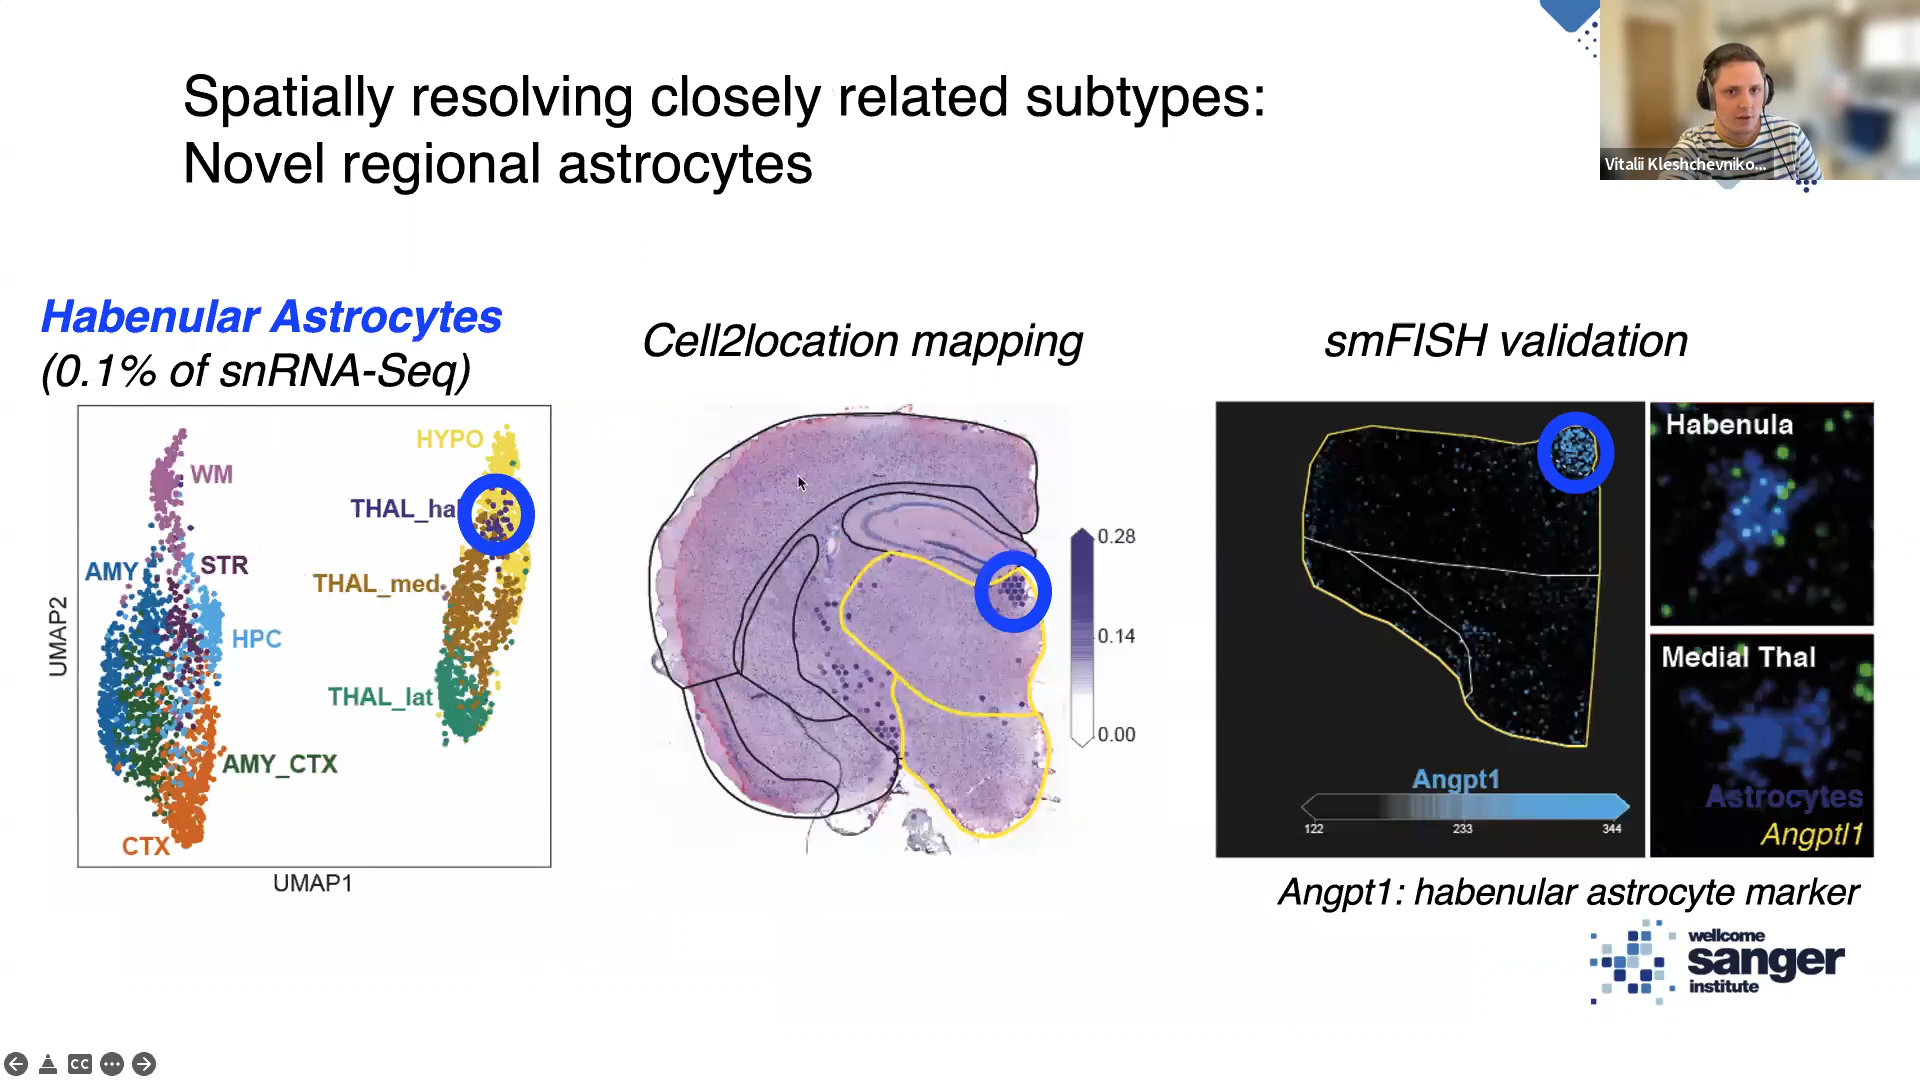 Spatially resolving closely related subtypes:
Novel regional astrocytes
Vitalii Kleshchevniko...
Habenular Astrocytes
(0.1% of snRNA-Seq)
Cell2location mapping
smFISH validation
WM
HYPO
THAL_ha
AMY
STR
THAL_med
HPC
THAL_lat
AMY_CTX
CTX
UMAP2
UMAP1
0.28
0.14
0.00
Angpt1
122
233
344
Habenula
Medial Thal
Astrocytes
Angptl1
Angpt1: habenular astrocyte marker
wellcome
sanger
institute
CC